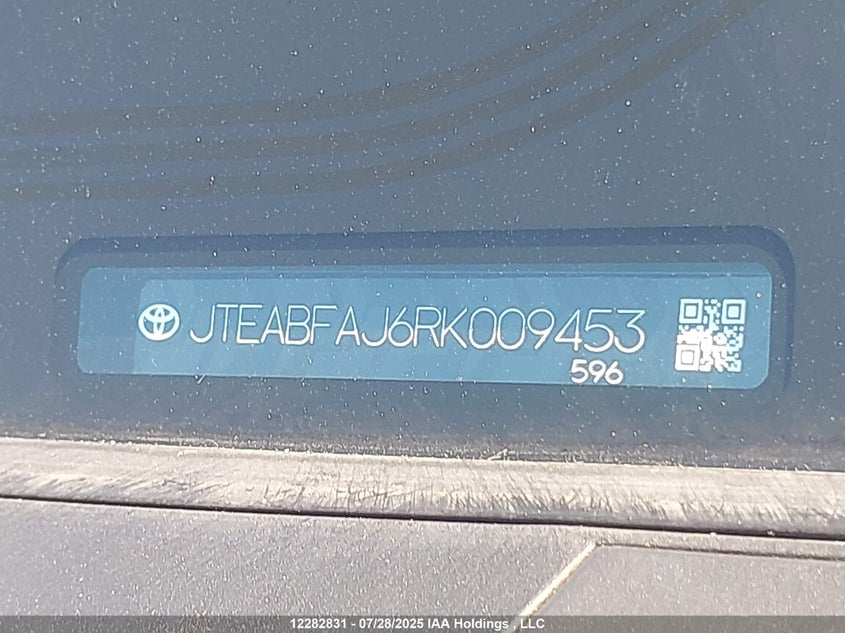 JTEABFAJ6RK009453
596
12282831 - 07/28/2025 IAA Holdings , LLC